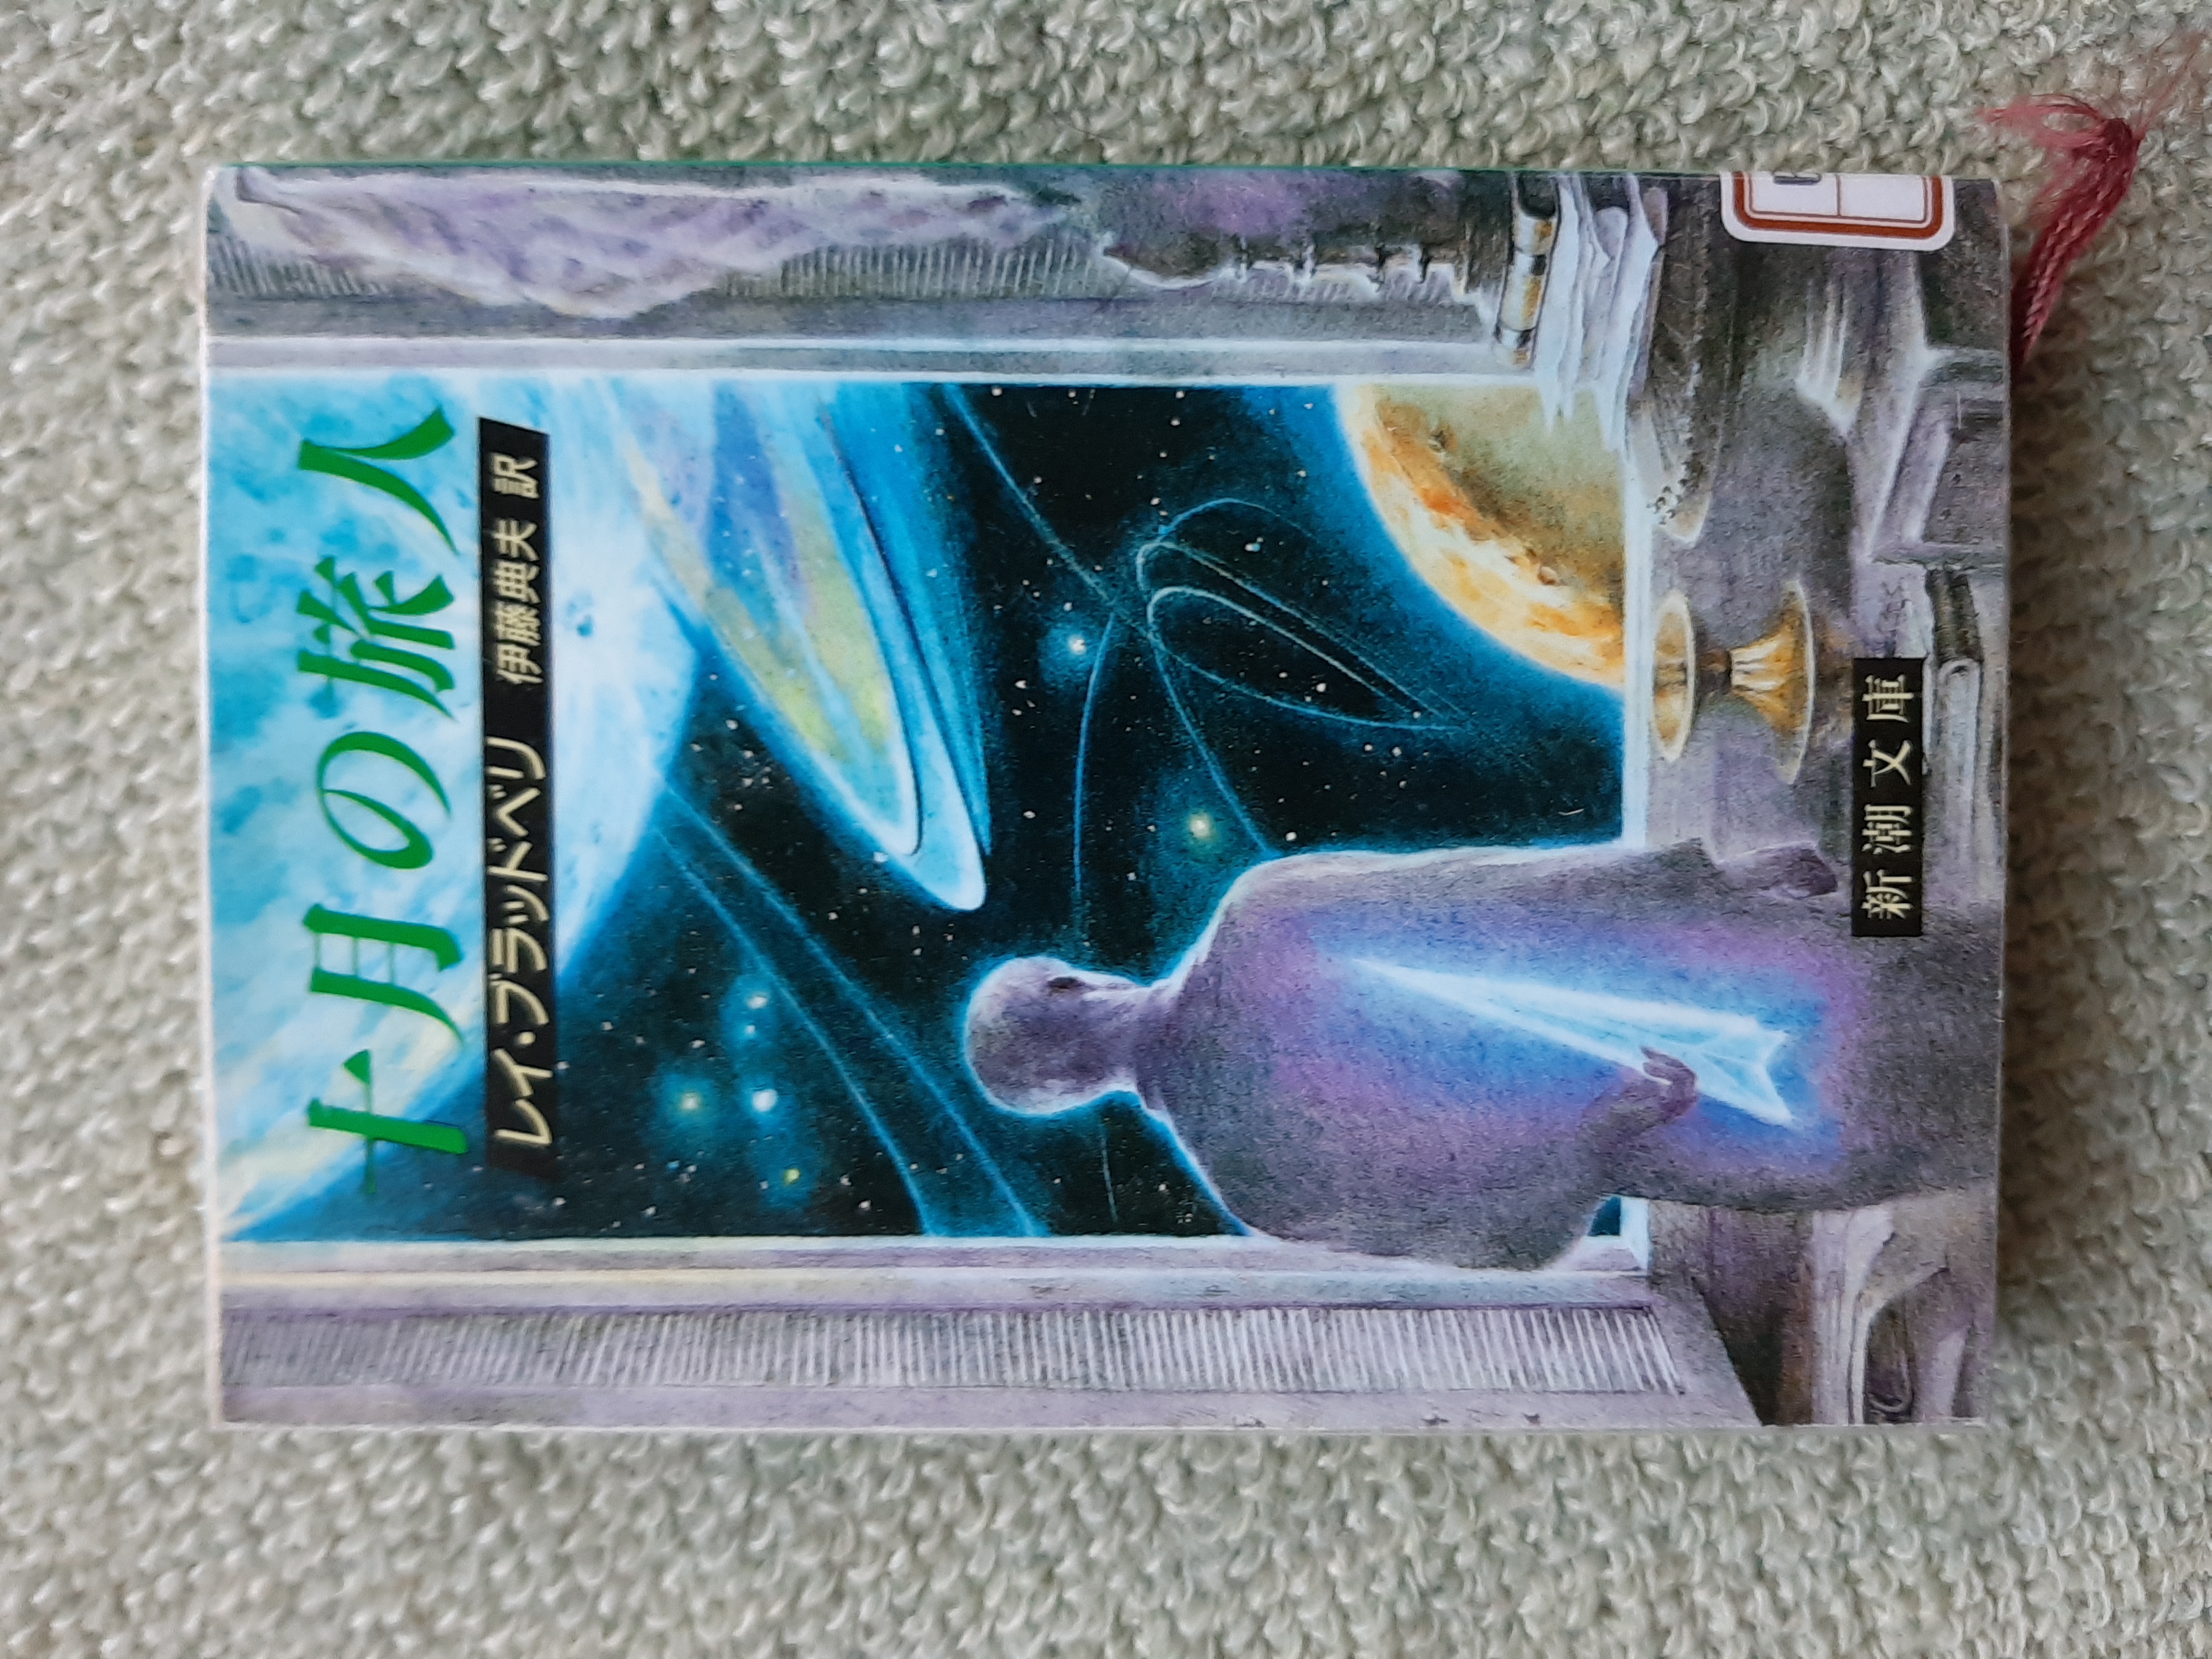 十月の旅人
レイ・ブラッドベリ 伊藤典夫 訳
新潮文庫